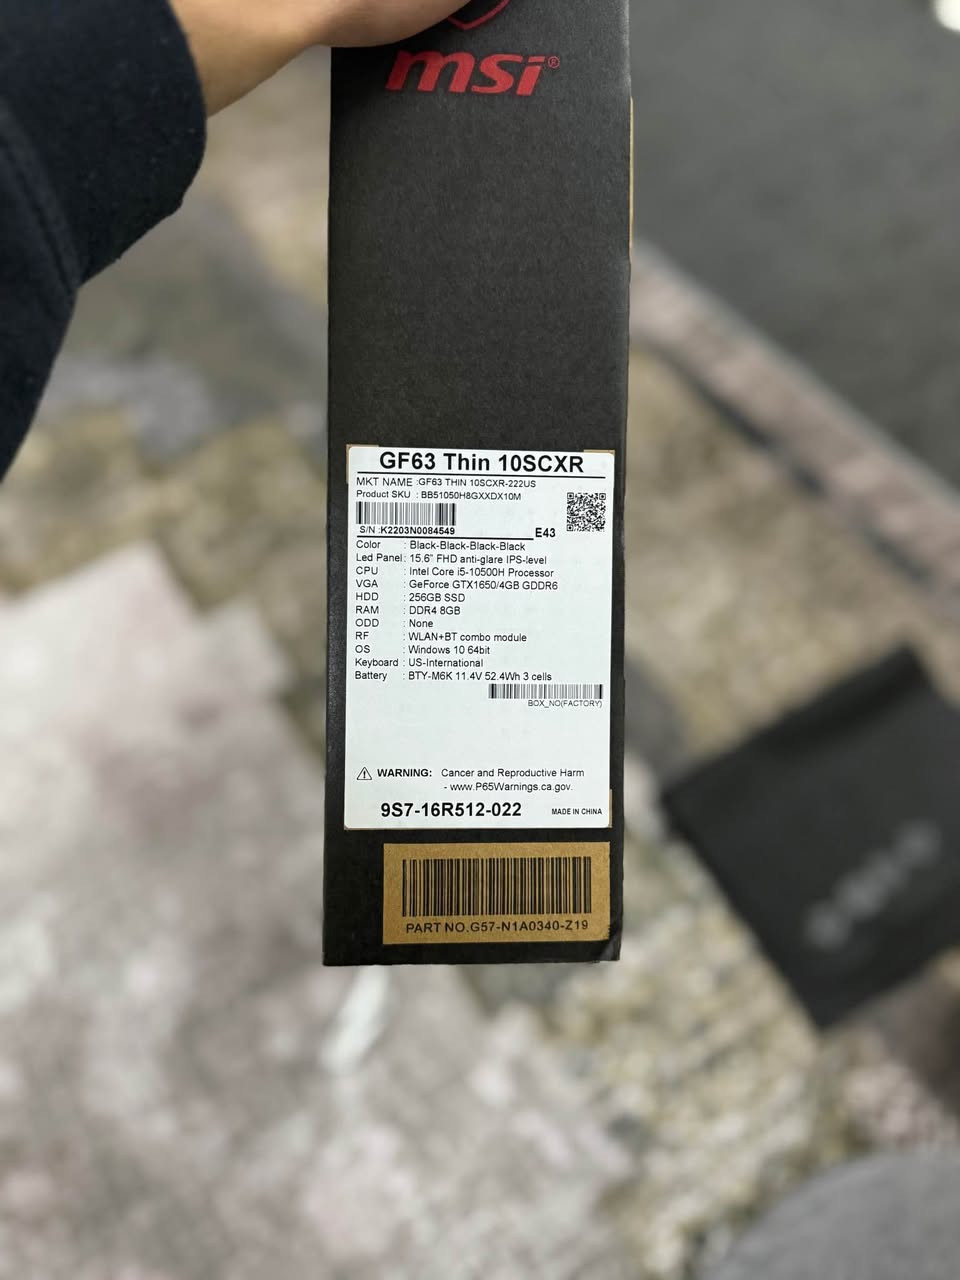 msi®
GF63 Thin 10SCXR
MKT NAME :GF63 THIN 10SCXR-222US
Product SKU : BB51050H8GXXDX10M
S/N :K2203N0084549
E43
Color : Black-Black-Black-Black
Led Panel : 15.6" FHD anti-glare IPS-level
CPU : Intel Core i5-10500H Processor
VGA : GeForce GTX1650/4GB GDDR6
HDD : 256GB SSD
RAM : DDR4 8GB
ODD : None
RF : WLAN+BT combo module
OS : Windows 10 64bit
Keyboard : US-International
Battery : BTY-M6K 11.4V 52.4Wh 3 cells
BOX_NO(FACTORY)
WARNING: Cancer and Reproductive Harm
- www.P65Warnings.ca.gov.
9S7-16R512-022 MADE IN CHINA
PART NO.G57-N1A0340-Z19